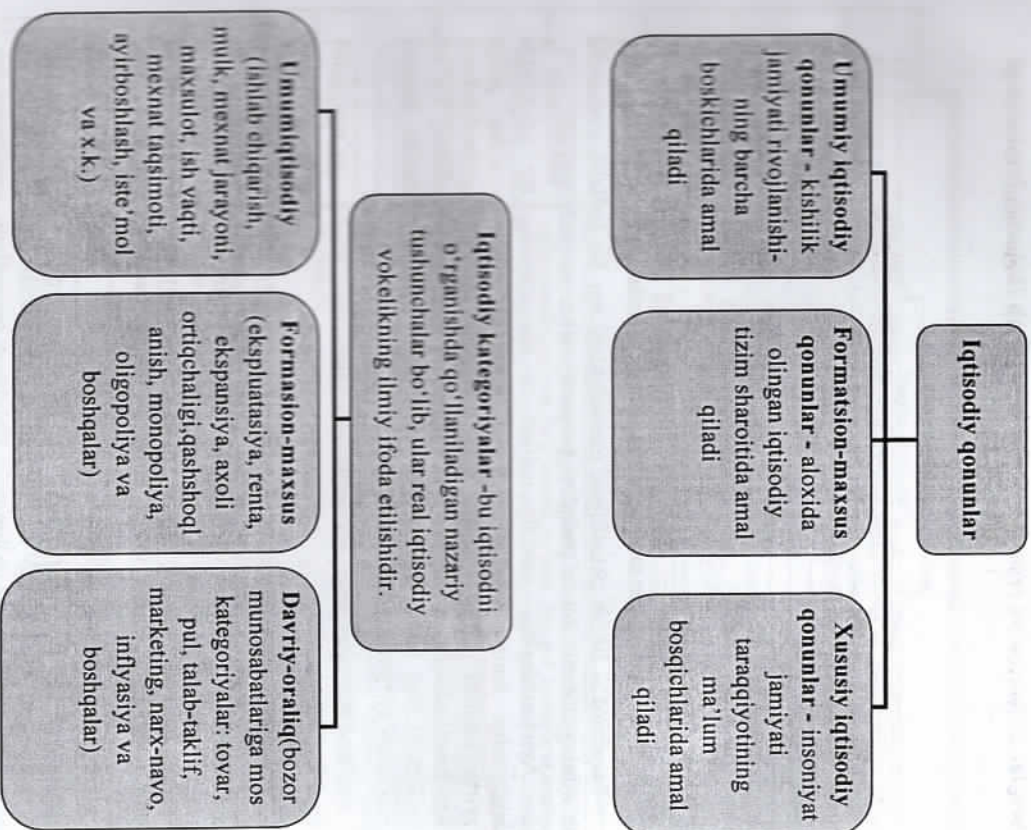 Iqtisodiy qonunlar
Umumiy iqtisodiy
qonunlar - kishilik
jamiyati rivojlanishi-
ning barcha
boskichlarida amal
qiladi
Formatsion-maxsus
qonunlar - aloxida
olingan iqtisodiy
tizim sharoitida amal
qiladi
Xususiy iqtisodiy
qonunlar - insoniyat
jamiyati
taraqqiyotining
ma'lum
bosqichlarida amal
qiladi
Iqtisodiy kategoriyalar -bu iqtisodni
o'rganishda qo'llaniladigan nazariy
tushunchalar bo'lib, ular real iqtisodiy
vokelikning ilmiy ifoda etilishidir.
Umumiqtisodiy
(ishlab chiqarish,
mulk, mexnat jarayoni,
maxsulot, ish vaqti,
mexnat taqsimoti,
ayirboshlash, iste'mol
va x.k.)
Formasion-maxsus
(ekspluatasiya, renta,
ekspansiya, axoli
ortiqchaligi,qashshoql
anish, monopoliya,
oligopoliya va
boshqalar)
Davriy-oraliq(bozor
munosabatlariga mos
kategoriyalar: tovar,
pul, talab-taklif,
marketing, narx-navo,
inflyasiya va
boshqalar)